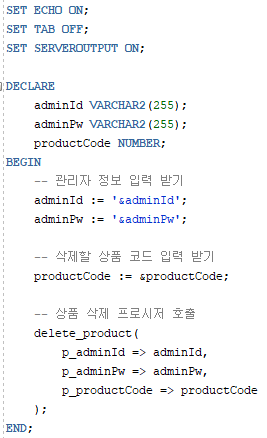 SET ECHO ON;
SET TAB OFF;
SET SERVEROUTPUT ON;

DECLARE
    adminId VARCHAR2(255);
    adminPw VARCHAR2(255);
    productCode NUMBER;
BEGIN
    -- 관리자 정보 입력 받기
    adminId := '&adminId';
    adminPw := '&adminPw';

    -- 삭제할 상품 코드 입력 받기
    productCode := &productCode;

    -- 상품 삭제 프로시저 호출
    delete_product(
        p_adminId => adminId,
        p_adminPw => adminPw,
        p_productCode => productCode
    );
END;